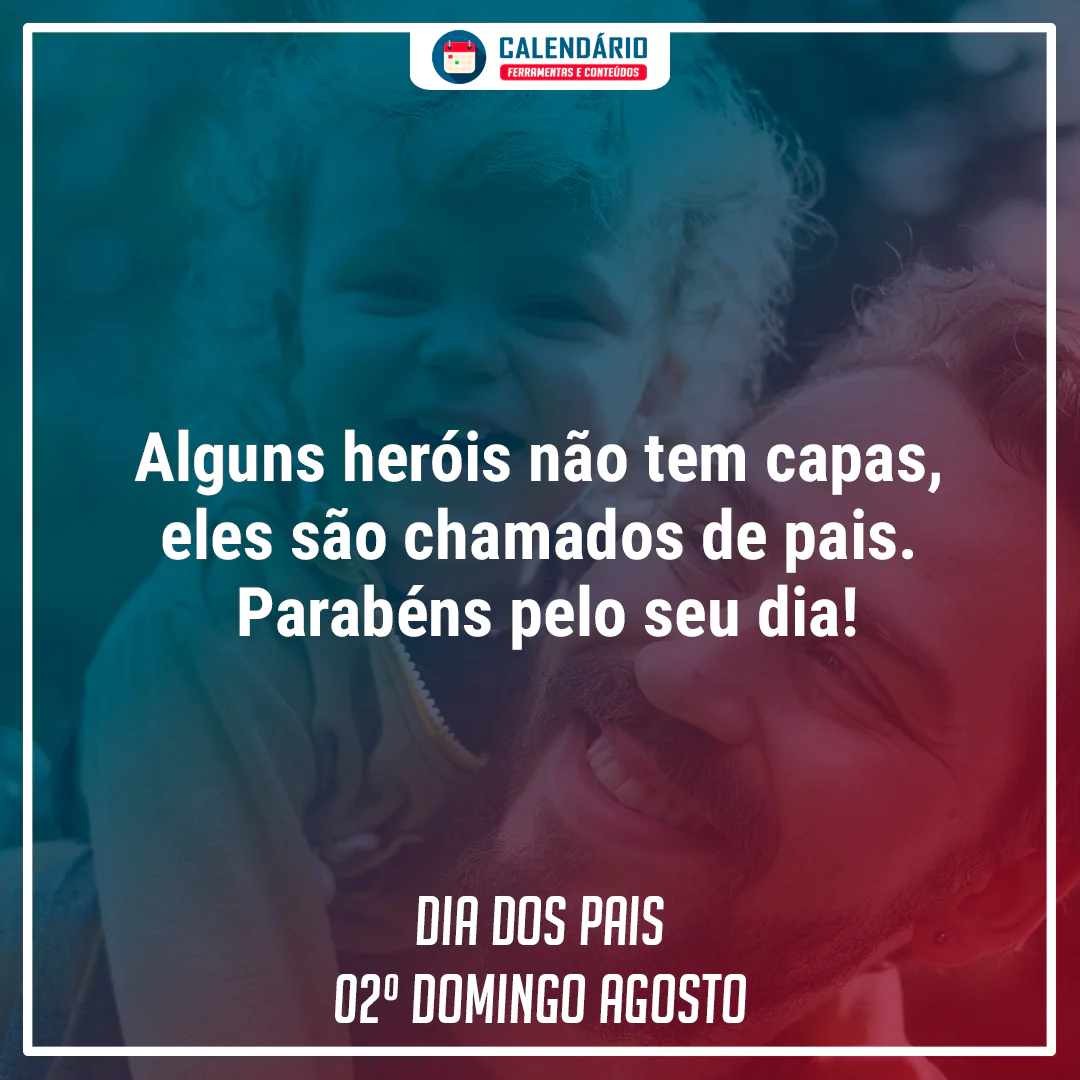 CALENDÁRIO
FERRAMENTAS E CONTEÚDOS
Alguns heróis não tem capas,
eles são chamados de pais.
Parabéns pelo seu dia!
DIA DOS PAIS
02º DOMINGO AGOSTO